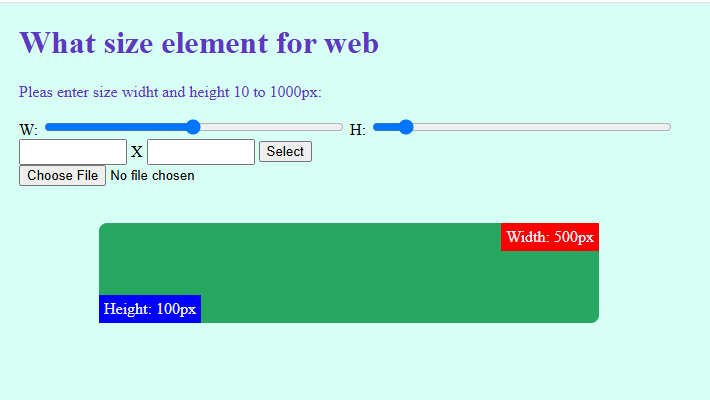 What size element for web
Pleas enter size widht and height 10 to 1000px:
W: H:
X Select
Choose File No file chosen
Width: 500px
Height: 100px